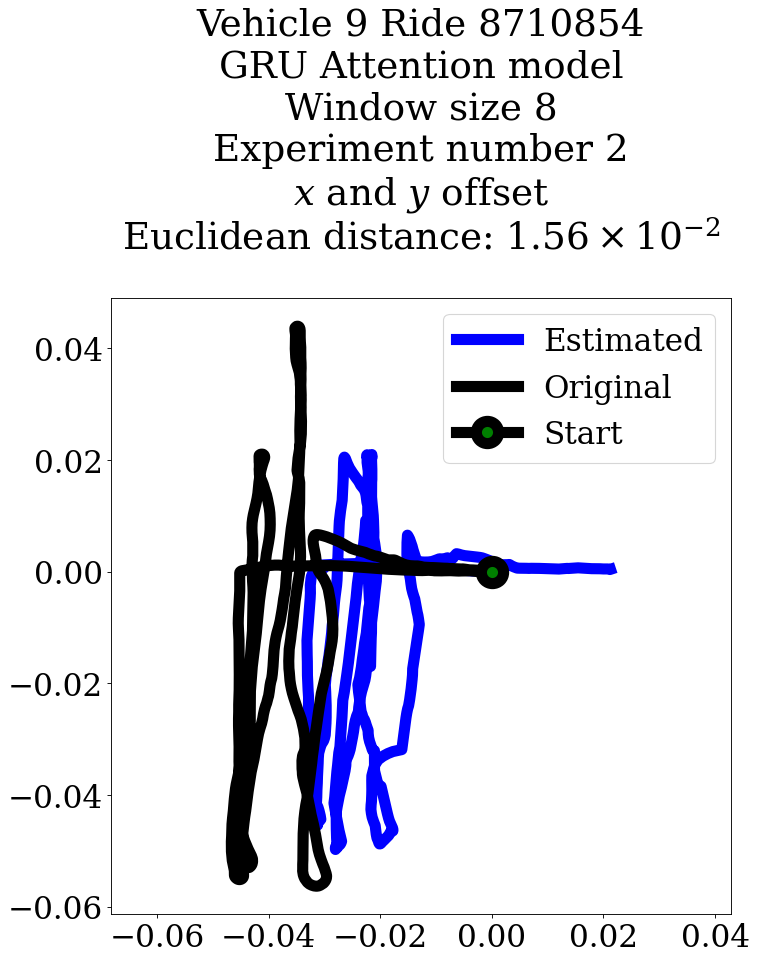 Vehicle 9 Ride 8710854
GRU Attention model
Window size 8
Experiment number 2
x and y offset
Euclidean distance: 1.56 × 10⁻²
Estimated
Original
Start
0.04
0.02
0.00
−0.02
−0.04
−0.06
−0.06 −0.04 −0.02 0.00 0.02 0.04